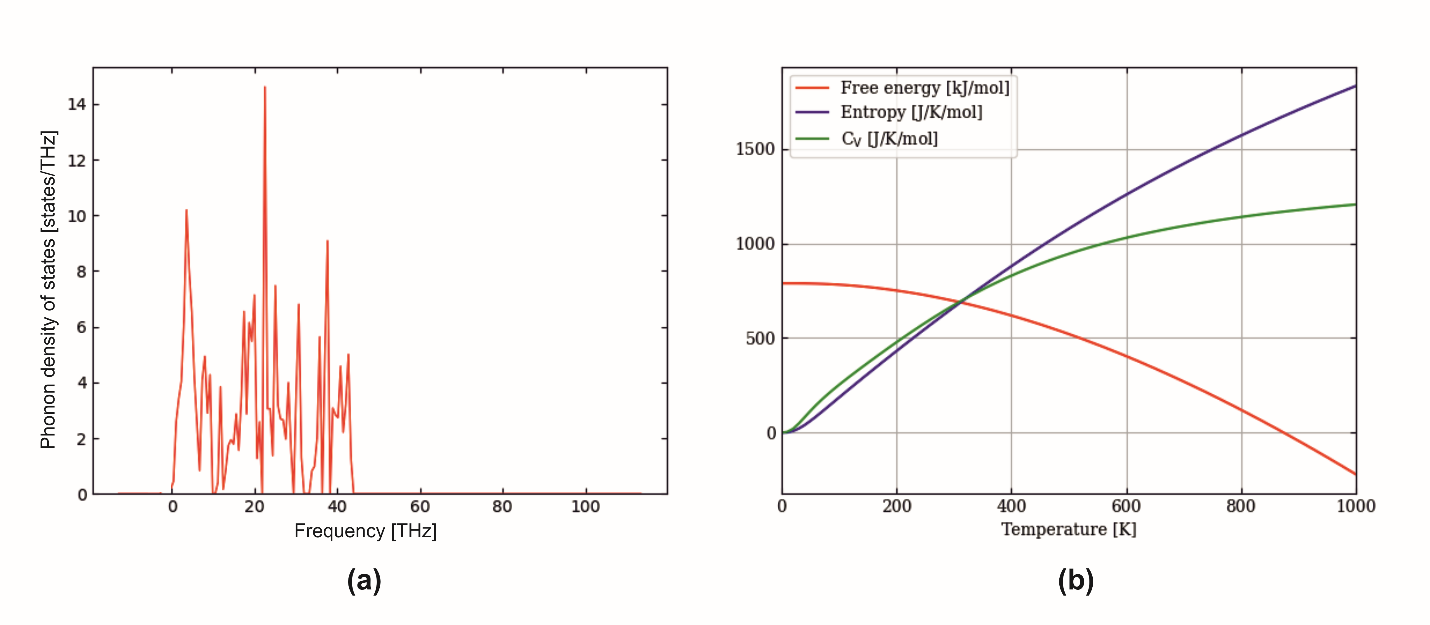 Phonon density of states [states/THz]
14
12
10
8
6
4
2
0
0 20 40 60 80 100
Frequency [THz]
(a)
Free energy [kJ/mol]
Entropy [J/K/mol]
C_V [J/K/mol]
1500
1000
500
0
0 200 400 600 800 1000
Temperature [K]
(b)